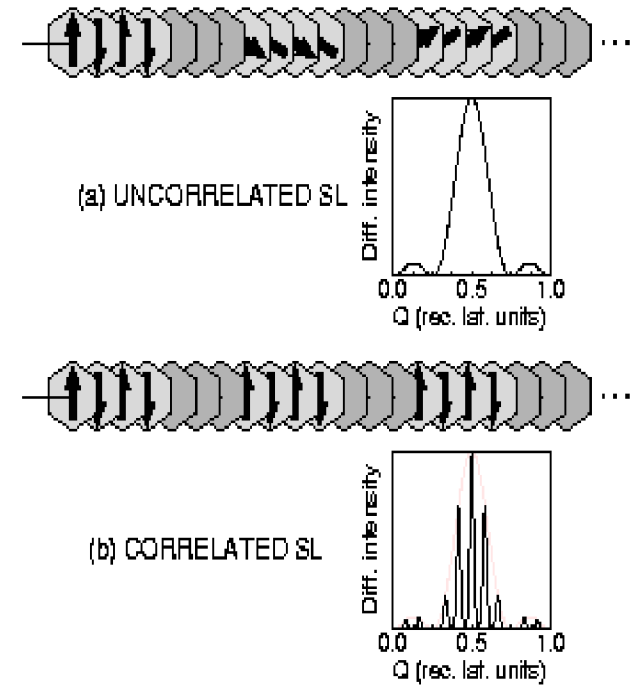 ...
(a) UNCORRELATED SL
Diff. intensity
0.0 0.5 1.0
Q (rec. lat. units)
...
(b) CORRELATED SL
Diff. intensity
0.0 0.5 1.0
Q (rec. lat. units)